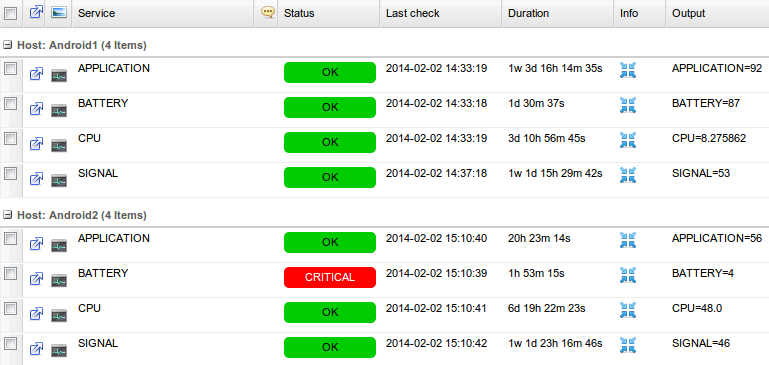 Service Status Last check Duration Info Output
Host: Android1 (4 Items)
APPLICATION OK 2014-02-02 14:33:19 1w 3d 16h 14m 35s APPLICATION=92
BATTERY OK 2014-02-02 14:33:18 1d 30m 37s BATTERY=87
CPU OK 2014-02-02 14:33:19 3d 10h 56m 45s CPU=8.275862
SIGNAL OK 2014-02-02 14:37:18 1w 1d 15h 29m 42s SIGNAL=53
Host: Android2 (4 Items)
APPLICATION OK 2014-02-02 15:10:40 20h 23m 14s APPLICATION=56
BATTERY CRITICAL 2014-02-02 15:10:39 1h 53m 15s BATTERY=4
CPU OK 2014-02-02 15:10:41 6d 19h 22m 23s CPU=48.0
SIGNAL OK 2014-02-02 15:10:42 1w 1d 23h 16m 46s SIGNAL=46